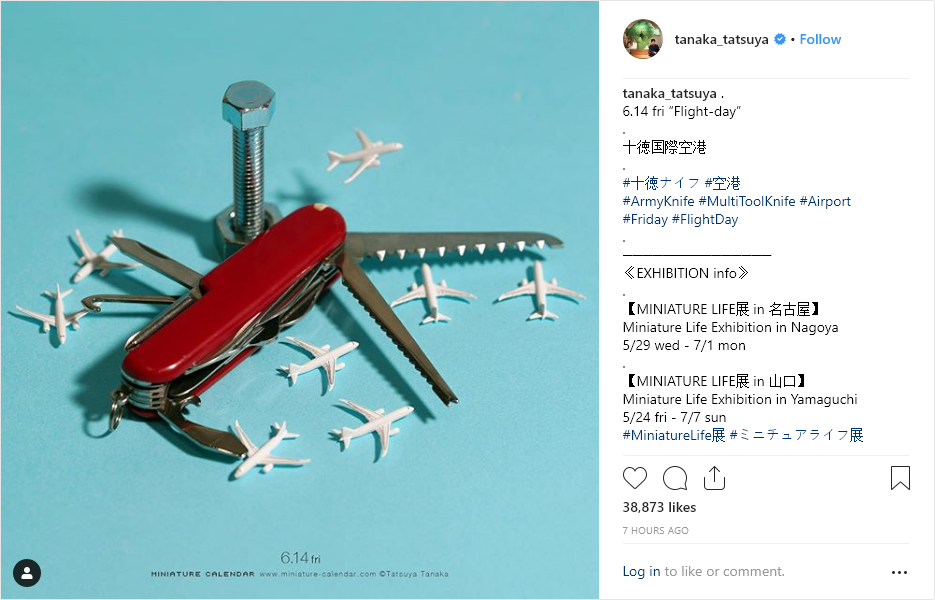 tanaka_tatsuya • Follow
tanaka_tatsuya .
6.14 fri “Flight-day”
.
十徳国際空港
.
#十徳ナイフ #空港
#ArmyKnife #MultiToolKnife #Airport
#Friday #FlightDay
.
———————————————
《EXHIBITION info》
.
【MINIATURE LIFE展 in 名古屋】
Miniature Life Exhibition in Nagoya
5/29 wed - 7/1 mon
.
【MINIATURE LIFE展 in 山口】
Miniature Life Exhibition in Yamaguchi
5/24 fri - 7/7 sun
#MiniatureLife展 #ミニチュアライフ展
38,873 likes
7 HOURS AGO
Log in to like or comment.
6.14 fri
MINIATURE CALENDAR www.miniature-calendar.com ©Tatsuya Tanaka